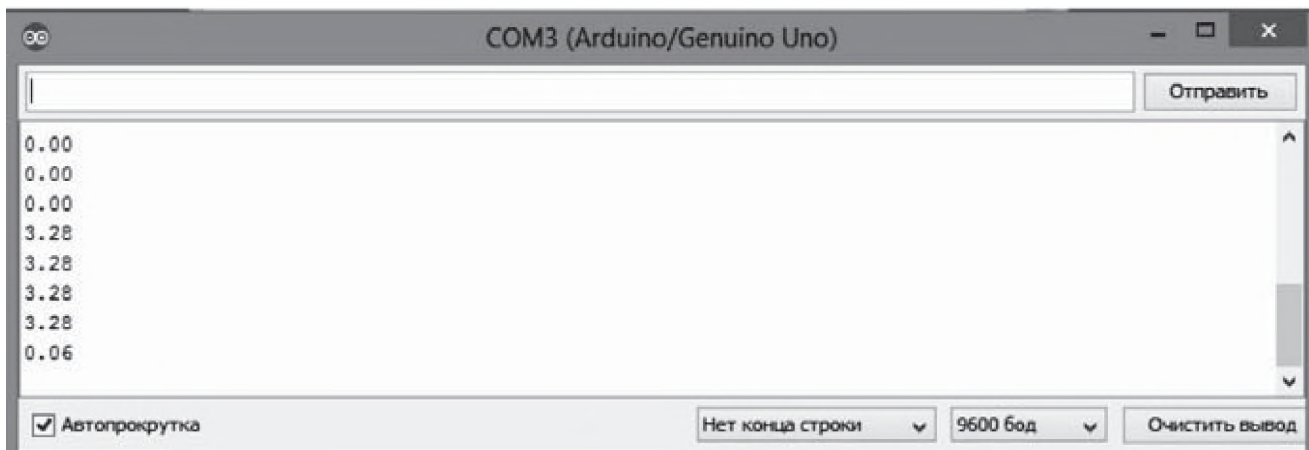 COM3 (Arduino/Genuino Uno)
Отправить
0.00
0.00
0.00
3.28
3.28
3.28
3.28
0.06
Автопрокрутка
Нет конца строки
9600 бод
Очистить вывод